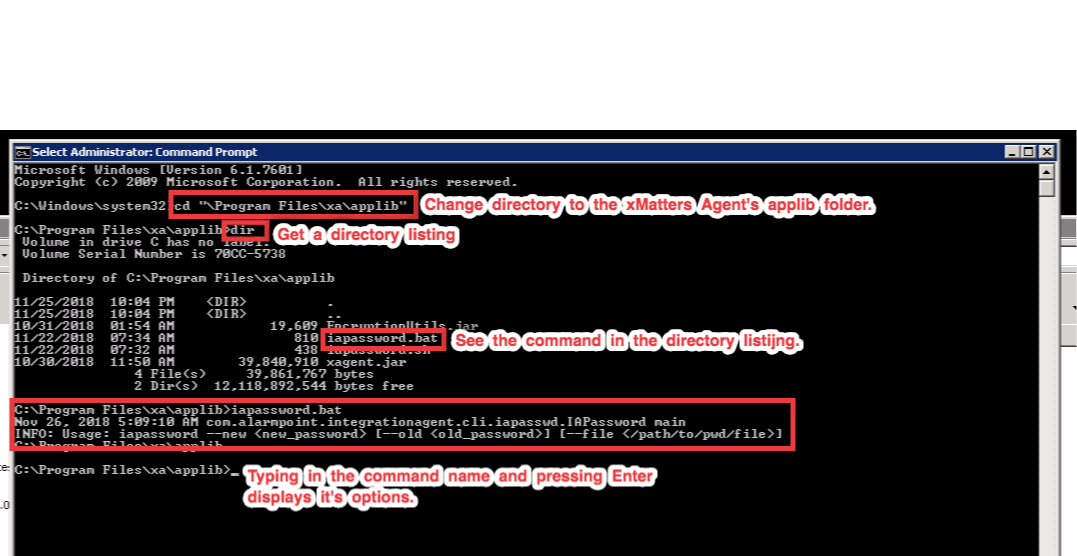 Select Administrator: Command Prompt
Microsoft Windows [Version 6.1.7601]
Copyright (c) 2009 Microsoft Corporation.  All rights reserved.
C:\Windows\system32>cd "\Program Files\xa\applib" Change directory to the xMatters Agent's applib folder.
C:\Program Files\xa\applib>dir Get a directory listing
Volume in drive C has no label.
Volume Serial Number is 70CC-5738
Directory of C:\Program Files\xa\applib
11/25/2018  10:04 PM    <DIR>          .
11/25/2018  10:04 PM    <DIR>          ..
10/31/2018  01:54 AM            19,609 EncryptionUtils.jar
11/22/2018  07:34 AM               810 iapassword.bat See the command in the directory listijng.
11/22/2018  07:32 AM               438 iapassword.sh
10/30/2018  11:50 AM        39,840,910 xagent.jar
4 File(s)     39,861,767 bytes
2 Dir(s)  12,118,892,544 bytes free
C:\Program Files\xa\applib>iapassword.bat
Nov 26, 2018 5:09:10 AM com.alarmpoint.integrationagent.cli.iapasswd.IAPassword main
INFO: Usage: iapassword --new <new_password> [--old <old_password>] [--file </path/to/pwd/file>]
C:\Program Files\xa\applib
C:\Program Files\xa\applib>_ Typing in the command name and pressing Enter
displays it's options.